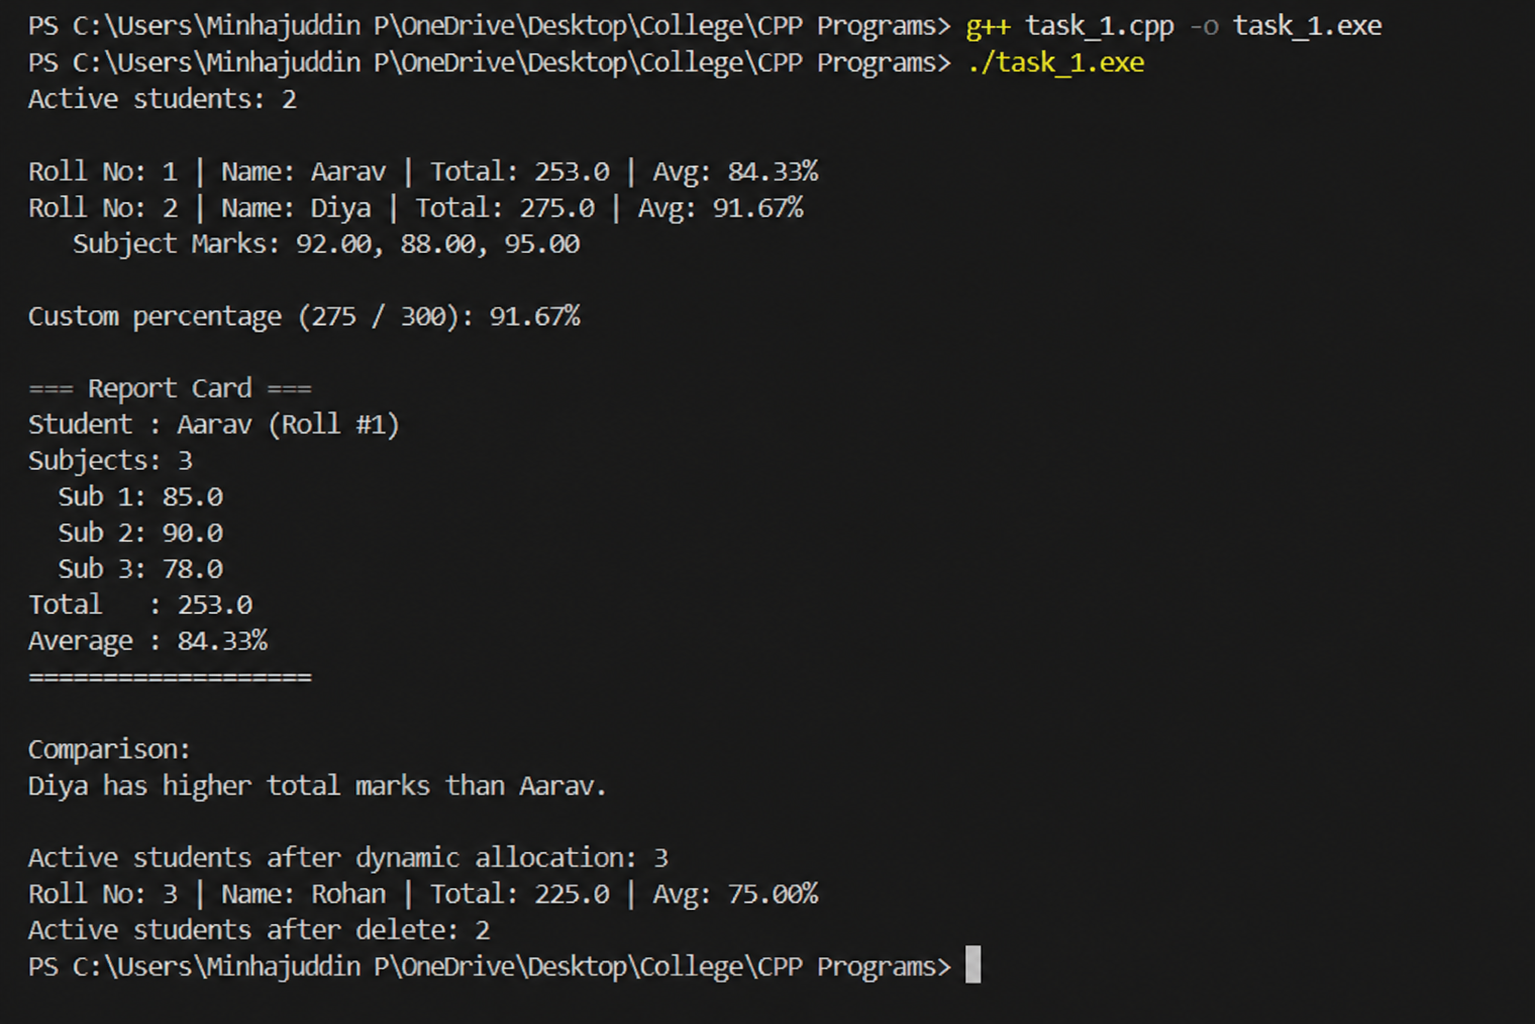 PS C:\Users\Minhajuddin P\OneDrive\Desktop\College\CPP Programs> g++ task_1.cpp -o task_1.exe
PS C:\Users\Minhajuddin P\OneDrive\Desktop\College\CPP Programs> ./task_1.exe
Active students: 2

Roll No: 1 | Name: Aarav | Total: 253.0 | Avg: 84.33%
Roll No: 2 | Name: Diya | Total: 275.0 | Avg: 91.67%
   Subject Marks: 92.00, 88.00, 95.00

Custom percentage (275 / 300): 91.67%

=== Report Card ===
Student : Aarav (Roll #1)
Subjects: 3
  Sub 1: 85.0
  Sub 2: 90.0
  Sub 3: 78.0
Total   : 253.0
Average : 84.33%
===================

Comparison:
Diya has higher total marks than Aarav.

Active students after dynamic allocation: 3
Roll No: 3 | Name: Rohan | Total: 225.0 | Avg: 75.00%
Active students after delete: 2
PS C:\Users\Minhajuddin P\OneDrive\Desktop\College\CPP Programs>